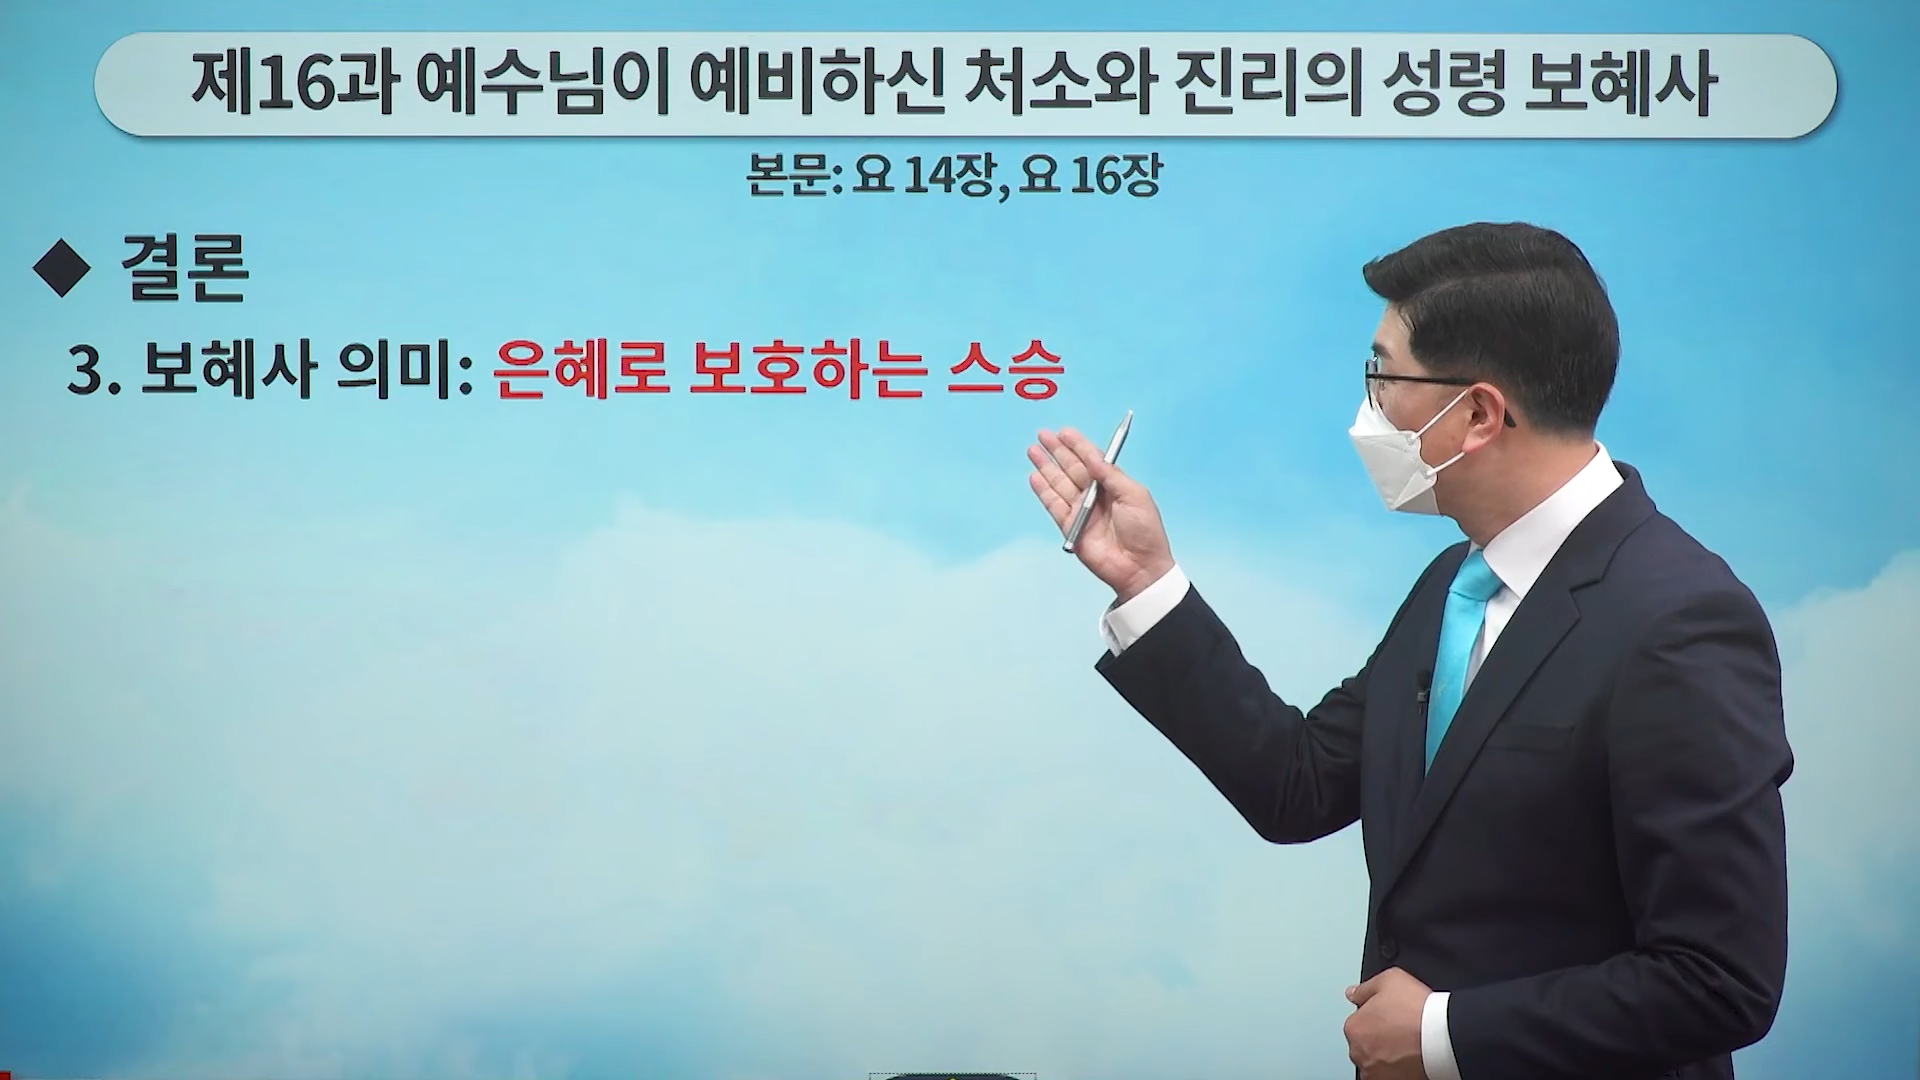 제16과 예수님이 예비하신 처소와 진리의 성령 보혜사
본문: 요 14장, 요 16장
◆ 결론
3. 보혜사 의미: 은혜로 보호하는 스승